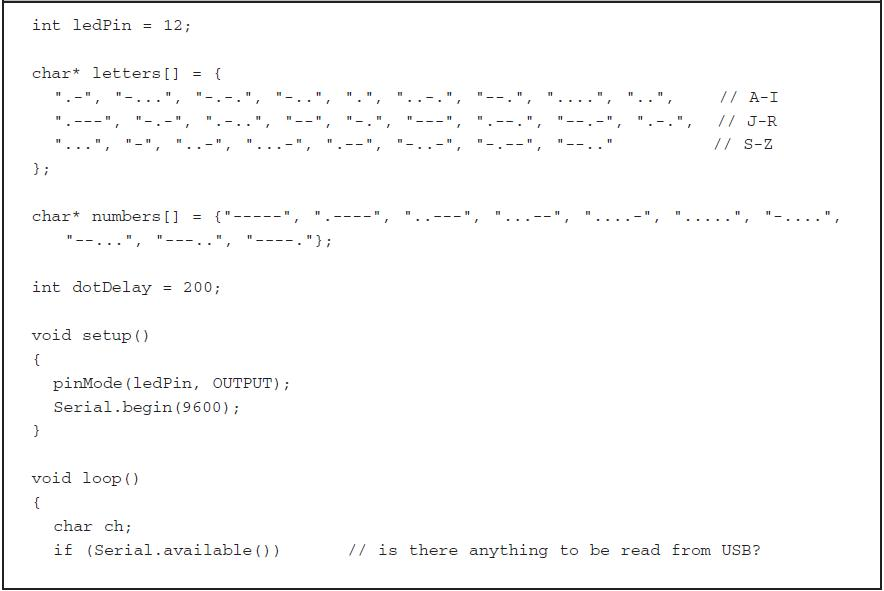 int ledPin = 12;
char* letters[] = {
".-", "-...", "-.-.", "-..", ".", "..-.", "--.", "....", "..", // A-I
".---", "-.-", ".-..", "--", "-.", "---", ".--.", "--.-", ".-.", // J-R
"...", "-", "..-", "...-", ".--", "-..-", "-.--", "--.." // S-Z
};
char* numbers[] = {"-----", ".----", "..---", "...--", "....-", ".....", "-....",
"--...", "---..", "----."};
int dotDelay = 200;
void setup()
{
pinMode(ledPin, OUTPUT);
Serial.begin(9600);
}
void loop()
{
char ch;
if (Serial.available()) // is there anything to be read from USB?